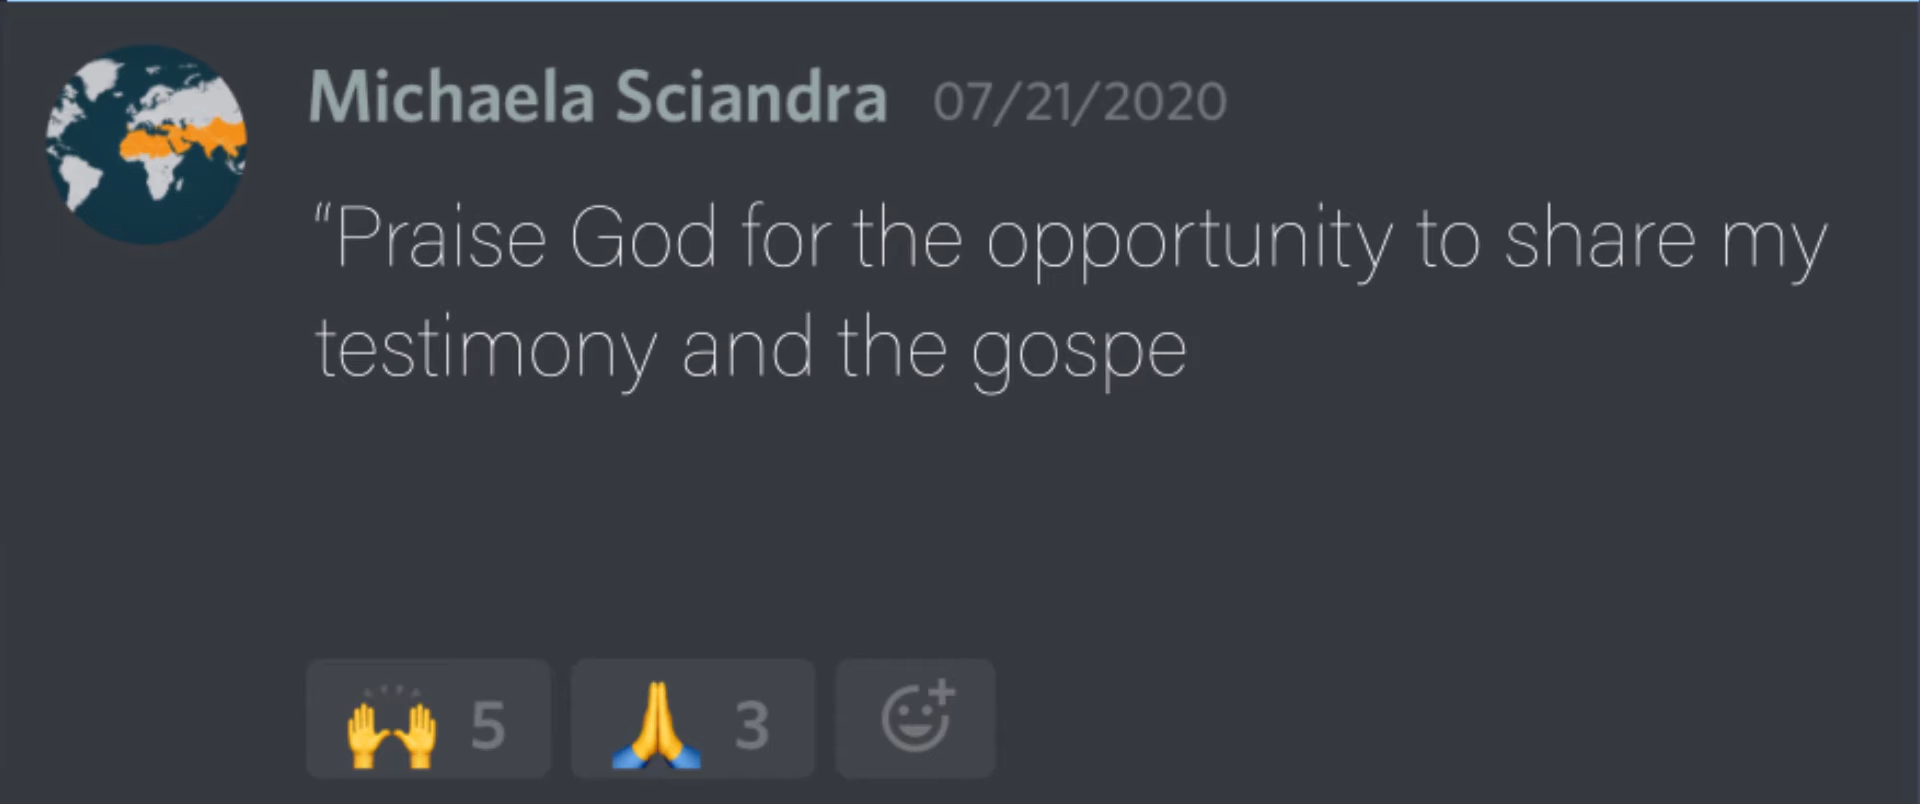 Michaela Sciandra 07/21/2020
“Praise God for the opportunity to share my
testimony and the gospe
5 3